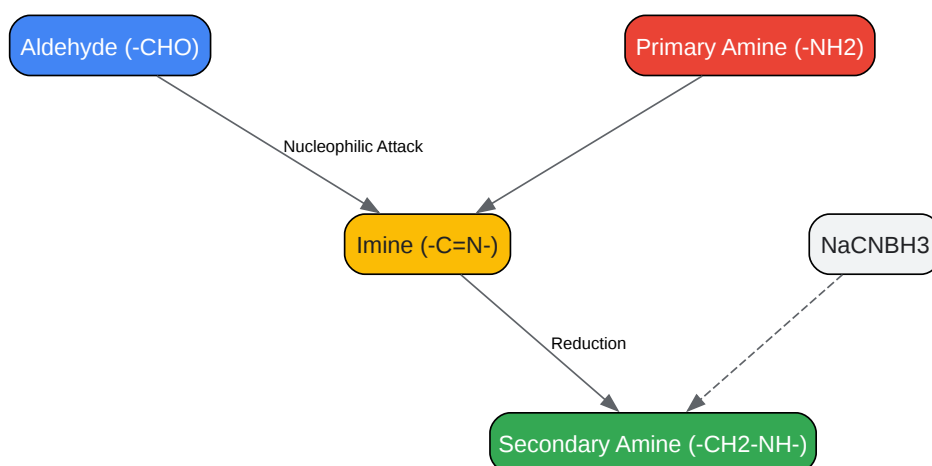 Aldehyde (-CHO)
Primary Amine (-NH2)
Nucleophilic Attack
Imine (-C=N-)
NaCNBH3
Reduction
Secondary Amine (-CH2-NH-)